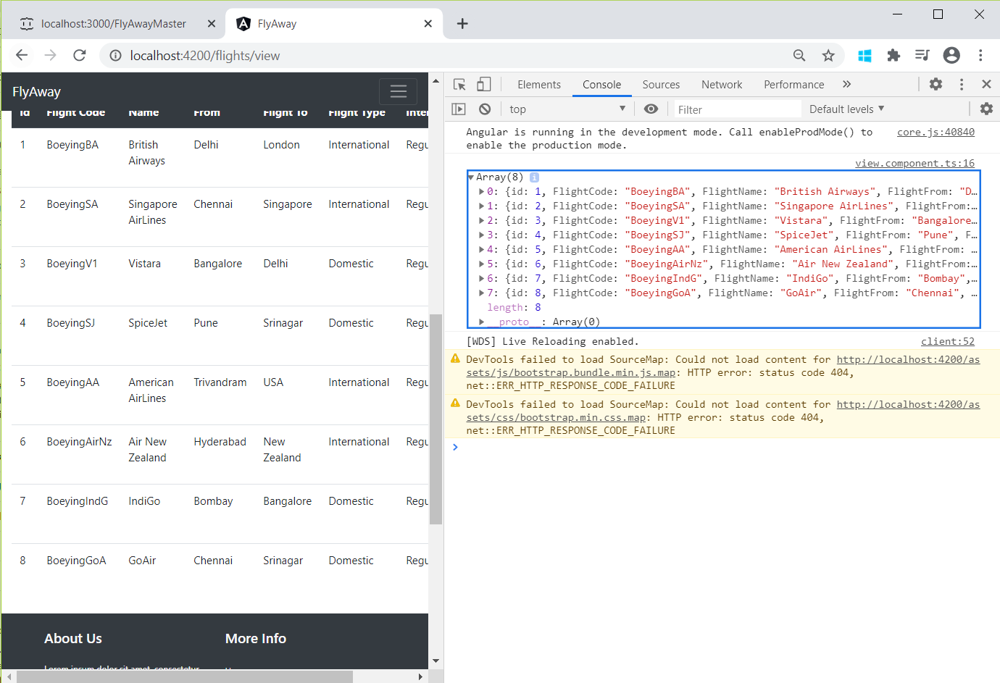 localhost:3000/FlyAwayMaster
FlyAway
localhost:4200/flights/view
FlyAway
Id Flight Code Name From Flight To Flight Type Inter
1 BoeyingBA British Airways Delhi London International Regu
2 BoeyingSA Singapore AirLines Chennai Singapore International Regu
3 BoeyingV1 Vistara Bangalore Delhi Domestic Regu
4 BoeyingSJ SpiceJet Pune Srinagar Domestic Regu
5 BoeyingAA American AirLines Trivandram USA International Regu
6 BoeyingAirNz Air New Zealand Hyderabad New Zealand International Regu
7 BoeyingIndG IndiGo Bombay Bangalore Domestic Regu
8 BoeyingGoA GoAir Chennai Srinagar Domestic Regu
About Us More Info
Lorem ipsum dolor sit amet, consectetur
Elements Console Sources Network Performance »
top Filter Default levels
Angular is running in the development mode. Call enableProdMode() to core.js:40840
enable the production mode.
view.component.ts:16
Array(8) i
0: {id: 1, FlightCode: "BoeyingBA", FlightName: "British Airways", FlightFrom: "D…
1: {id: 2, FlightCode: "BoeyingSA", FlightName: "Singapore AirLines", FlightFrom:…
2: {id: 3, FlightCode: "BoeyingV1", FlightName: "Vistara", FlightFrom: "Bangalore…
3: {id: 4, FlightCode: "BoeyingSJ", FlightName: "SpiceJet", FlightFrom: "Pune", F…
4: {id: 5, FlightCode: "BoeyingAA", FlightName: "American AirLines", FlightFrom: …
5: {id: 6, FlightCode: "BoeyingAirNz", FlightName: "Air New Zealand", FlightFrom:…
6: {id: 7, FlightCode: "BoeyingIndG", FlightName: "IndiGo", FlightFrom: "Bombay",…
7: {id: 8, FlightCode: "BoeyingGoA", FlightName: "GoAir", FlightFrom: "Chennai", …
length: 8
__proto__: Array(0)
[WDS] Live Reloading enabled. client:52
DevTools failed to load SourceMap: Could not load content for http://localhost:4200/as
sets/js/bootstrap.bundle.min.js.map: HTTP error: status code 404,
net::ERR_HTTP_RESPONSE_CODE_FAILURE
DevTools failed to load SourceMap: Could not load content for http://localhost:4200/as
sets/css/bootstrap.min.css.map: HTTP error: status code 404,
net::ERR_HTTP_RESPONSE_CODE_FAILURE